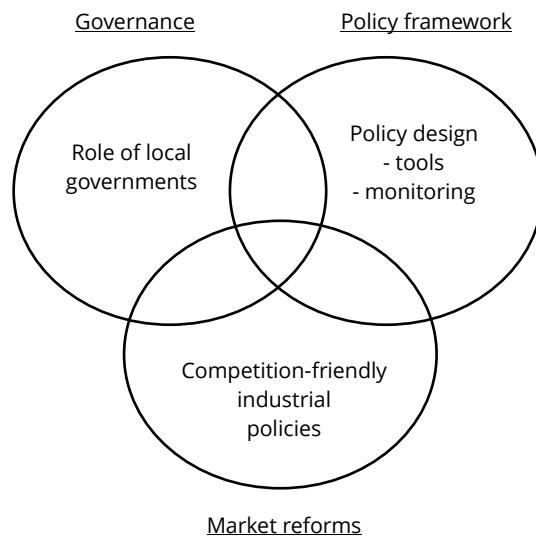 Governance
Policy framework
Role of local
governments
Policy design
- tools
- monitoring
Competition-friendly
industrial
policies
Market reforms